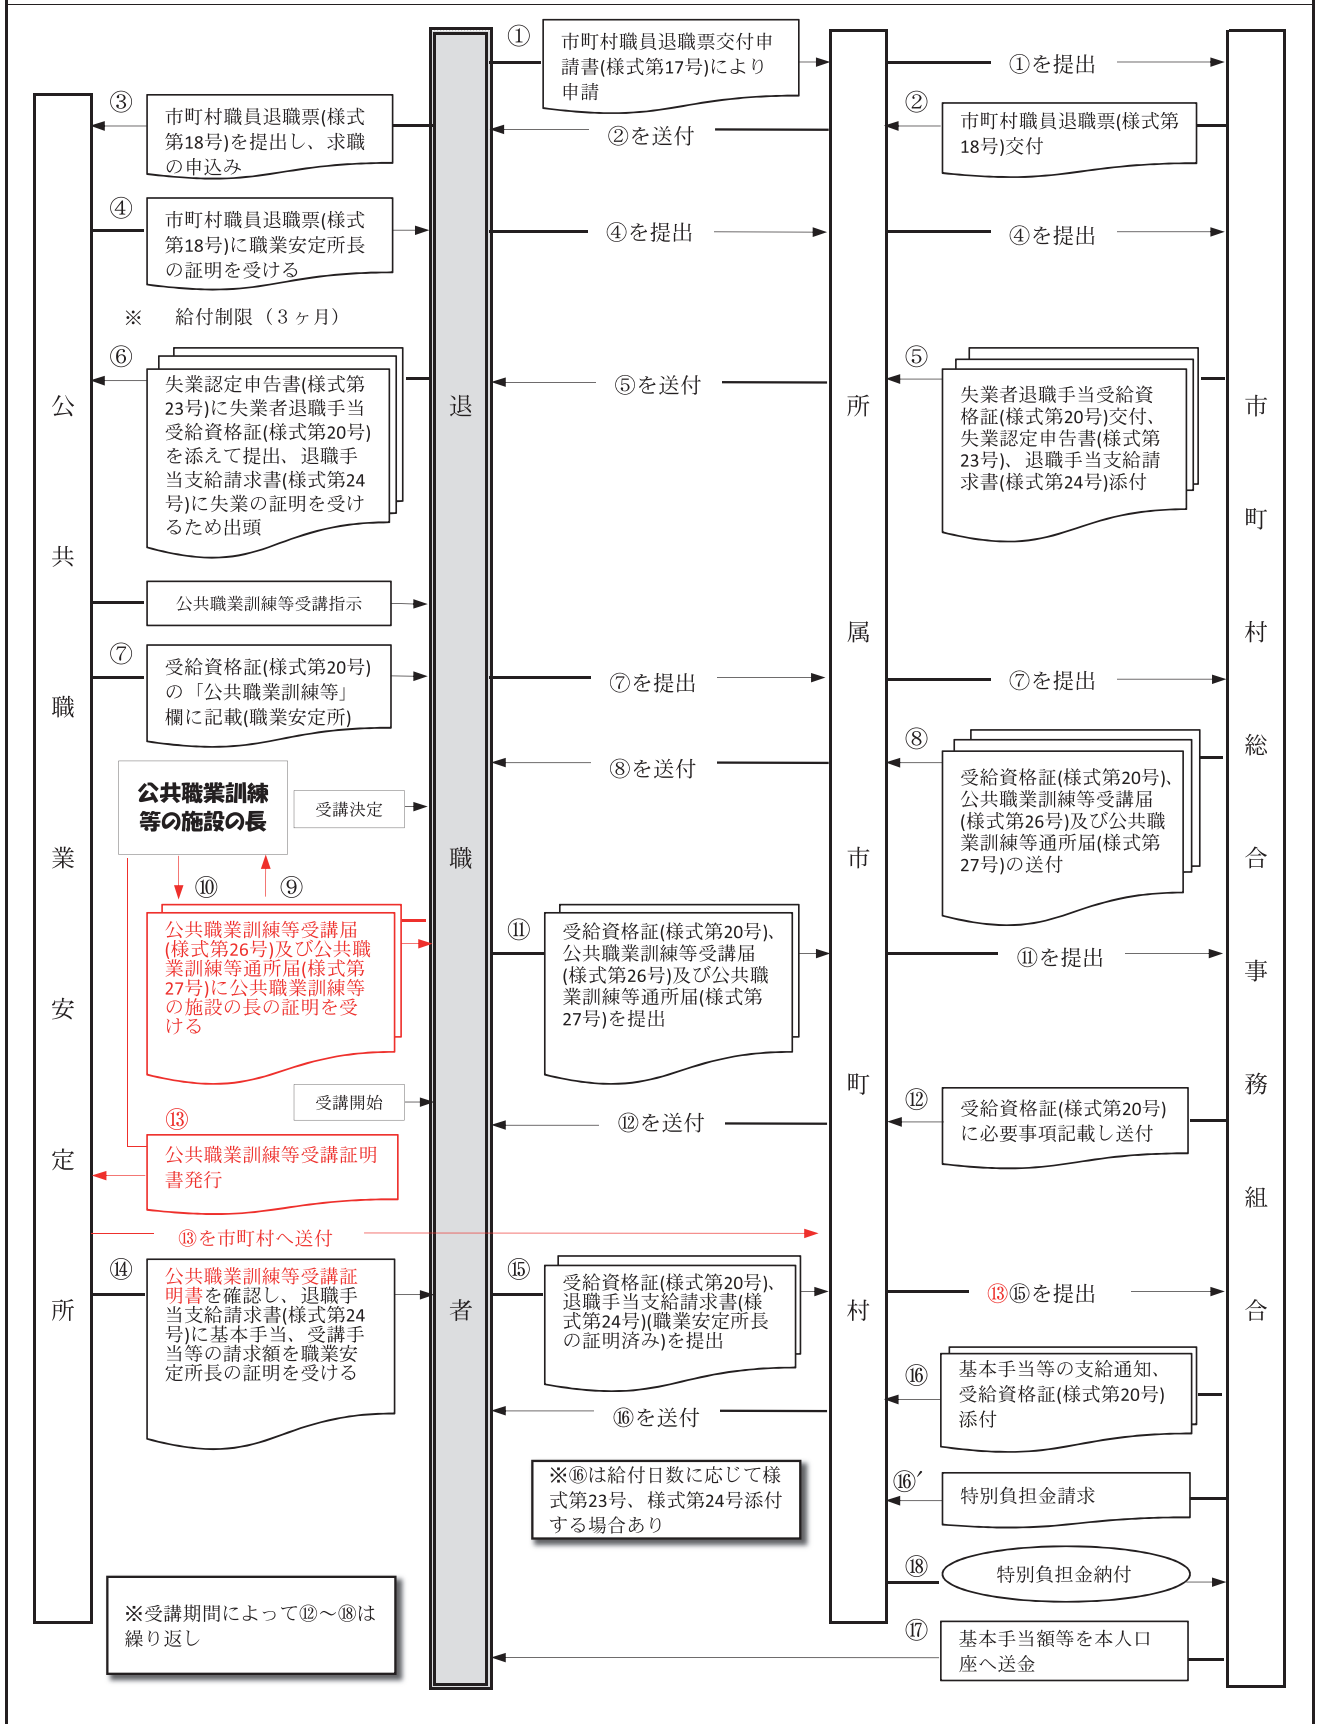 ①
市町村職員退職票交付申
請書(様式第17号)により
申請
①を提出
③
市町村職員退職票(様式
第18号)を提出し、求職
の申込み
②を送付
②
市町村職員退職票(様式第
18号)交付
④
市町村職員退職票(様式
第18号)に職業安定所長
の証明を受ける
④を提出
④を提出
※　給付制限（３ヶ月）
⑥
失業認定申告書(様式第
23号)に失業者退職手当
受給資格証(様式第20号)
を添えて提出、退職手
当支給請求書(様式第24
号)に失業の証明を受け
るため出頭
⑤を送付
⑤
失業者退職手当受給資
格証(様式第20号)交付、
失業認定申告書(様式第
23号)、退職手当支給請
求書(様式第24号)添付
公共職業安定所
退職者
所属市町村
市町村総合事務組合
公共職業訓練等受講指示
⑦
受給資格証(様式第20号)
の「公共職業訓練等」
欄に記載(職業安定所)
⑦を提出
⑦を提出
公共職業訓練
等の施設の長
受講決定
⑧を送付
⑧
受給資格証(様式第20号)、
公共職業訓練等受講届
(様式第26号)及び公共職
業訓練等通所届(様式第
27号)の送付
⑩
⑨
公共職業訓練等受講届
(様式第26号)及び公共職
業訓練等通所届(様式第
27号)に公共職業訓練等
の施設の長の証明を受
ける
⑪
受給資格証(様式第20号)、
公共職業訓練等受講届
(様式第26号)及び公共職
業訓練等通所届(様式第
27号)を提出
⑪を提出
受講開始
⑫を送付
⑫
受給資格証(様式第20号)
に必要事項記載し送付
⑬
公共職業訓練等受講証明
書発行
⑬を市町村へ送付
⑭
公共職業訓練等受講証
明書を確認し、退職手
当支給請求書(様式第24
号)に基本手当、受講手
当等の請求額を職業安
定所長の証明を受ける
⑮
受給資格証(様式第20号)、
退職手当支給請求書(様
式第24号)(職業安定所長
の証明済み)を提出
⑬⑮を提出
⑯を送付
⑯
基本手当等の支給通知、
受給資格証(様式第20号)
添付
※⑯は給付日数に応じて様
式第23号、様式第24号添付
する場合あり
⑯′
特別負担金請求
⑱
特別負担金納付
※受講期間によって⑫～⑱は
繰り返し
⑰
基本手当額等を本人口
座へ送金